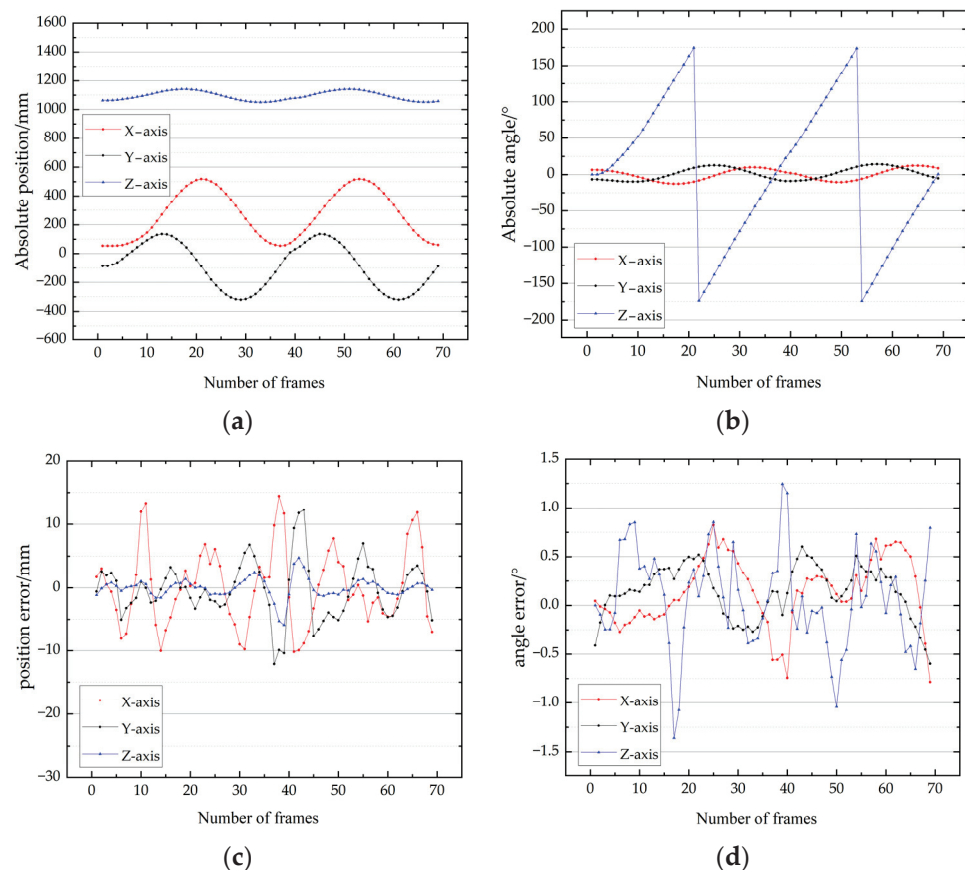 1600
1400
1200
1000
800
600
400
200
0
−200
−400
−600
Absolute position/mm
X−axis
Y−axis
Z−axis
0 10 20 30 40 50 60 70
Number of frames
(a)
200
150
100
50
0
−50
−100
−150
−200
Absolute angle/°
X−axis
Y−axis
Z−axis
0 10 20 30 40 50 60 70
Number of frames
(b)
20
10
0
−10
−20
−30
position error/mm
X-axis
Y-axis
Z-axis
0 10 20 30 40 50 60 70
Number of frames
(c)
1.5
1.0
0.5
0.0
−0.5
−1.0
−1.5
angle error/°
X-axis
Y-axis
Z-axis
0 10 20 30 40 50 60 70
Number of frames
(d)